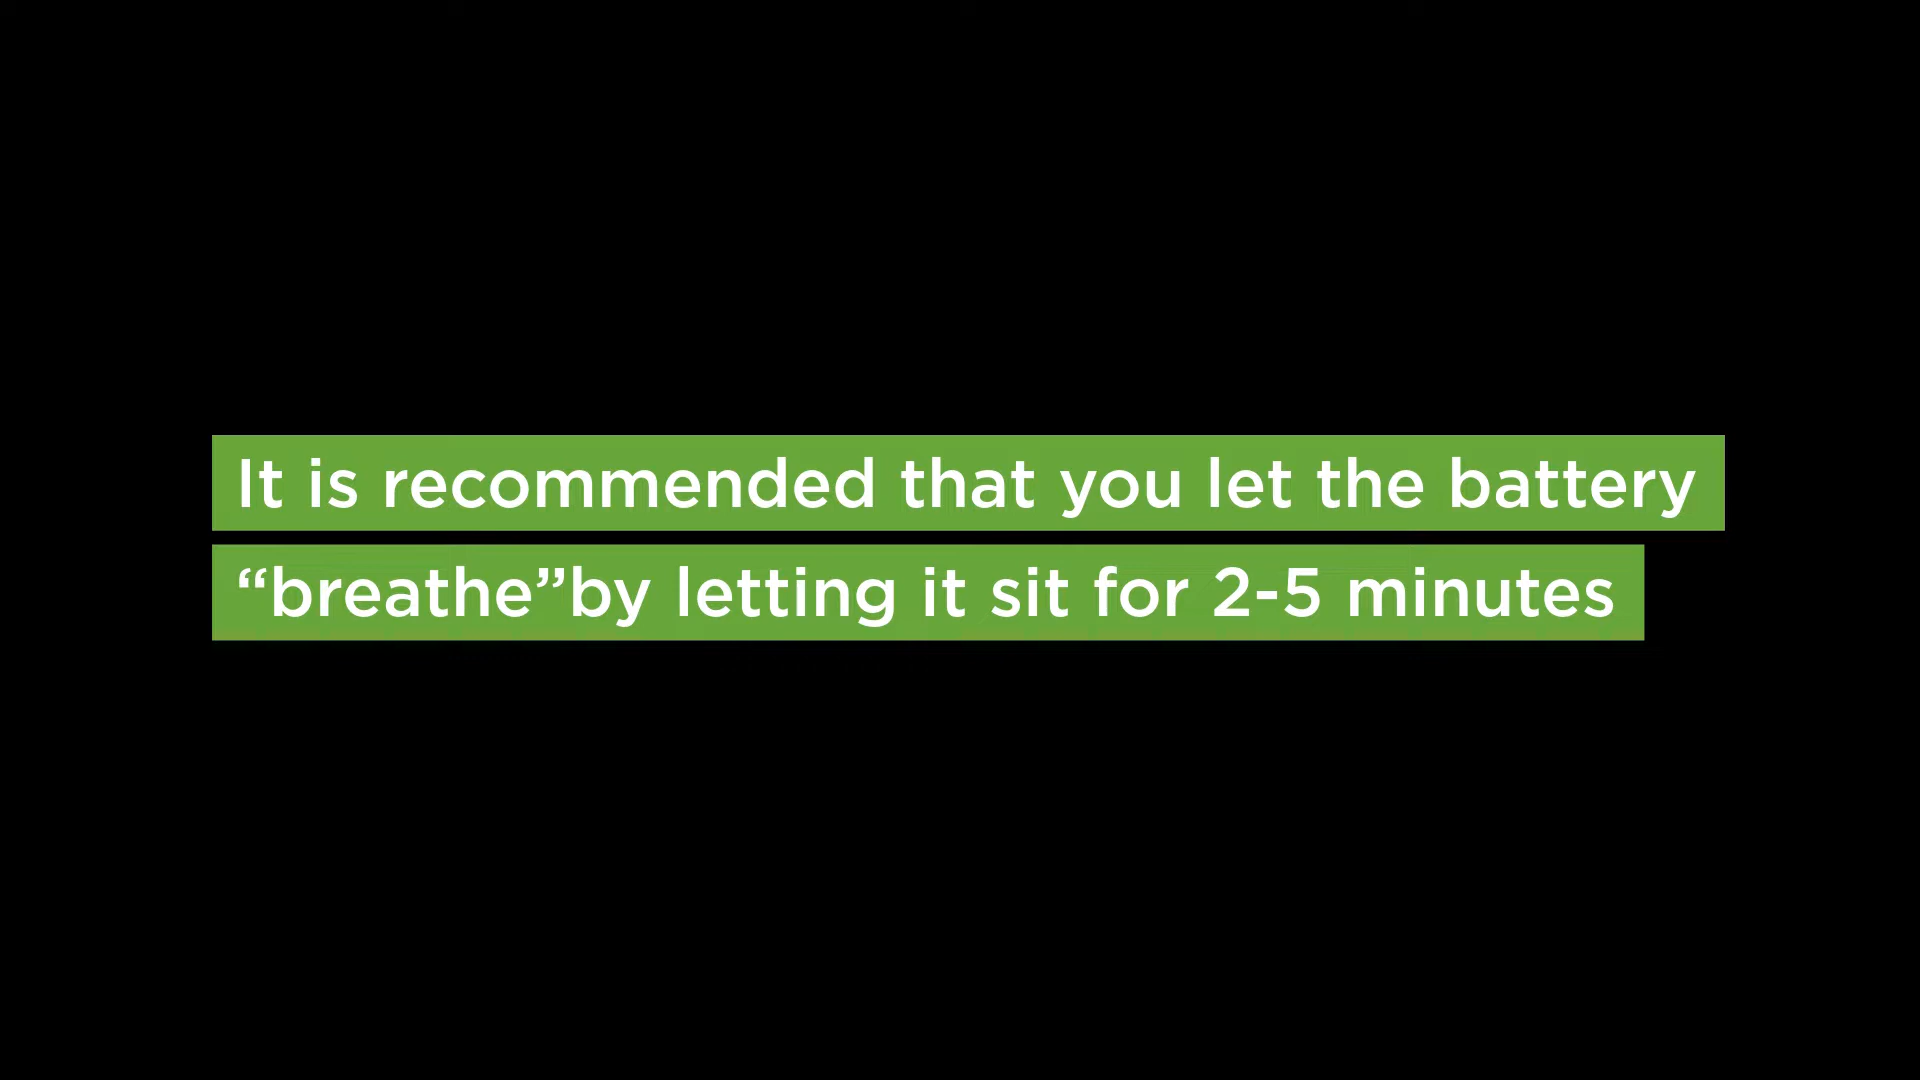 It is recommended that you let the battery
“breathe”by letting it sit for 2-5 minutes